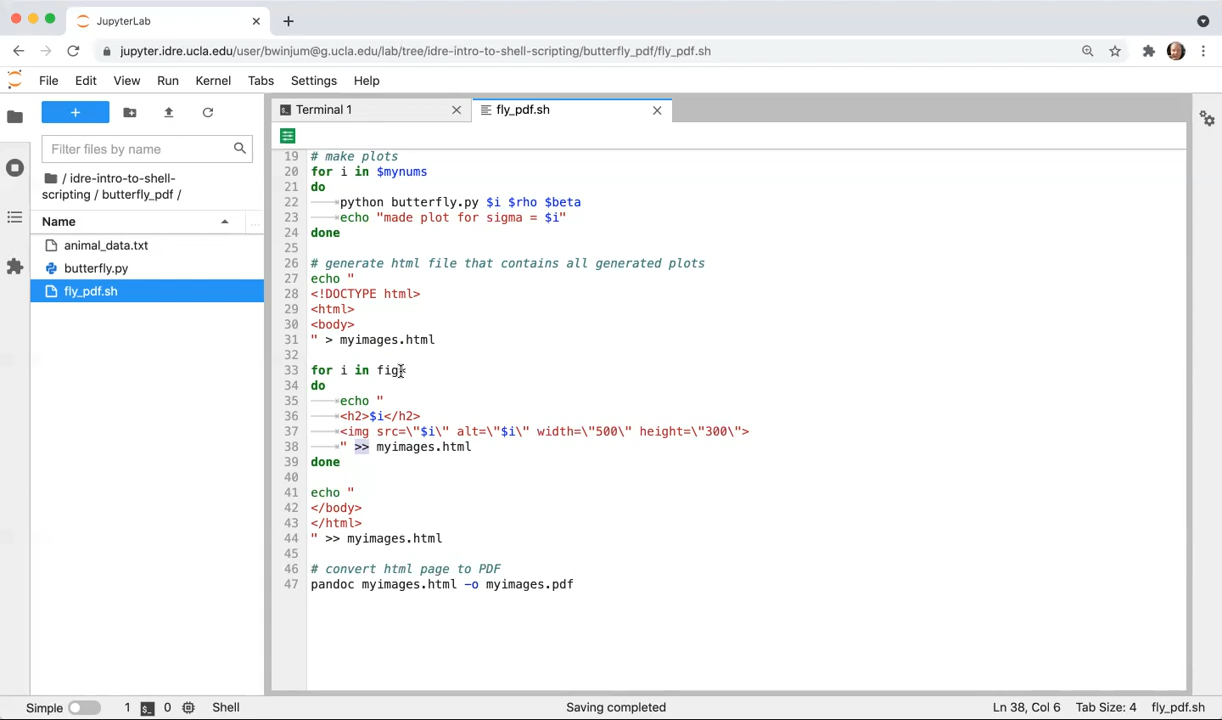 JupyterLab
jupyter.idre.ucla.edu/user/bwinjum@g.ucla.edu/lab/tree/idre-intro-to-shell-scripting/butterfly_pdf/fly_pdf.sh
File Edit View Run Kernel Tabs Settings Help
Terminal 1
fly_pdf.sh
Filter files by name
/ idre-intro-to-shell-
scripting / butterfly_pdf /
Name
animal_data.txt
butterfly.py
fly_pdf.sh
19 # make plots
20 for i in $mynums
21 do
22 python butterfly.py $i $rho $beta
23 echo "made plot for sigma = $i"
24 done
25
26 # generate html file that contains all generated plots
27 echo "
28 <!DOCTYPE html>
29 <html>
30 <body>
31 " > myimages.html
32
33 for i in fig*
34 do
35 echo "
36 <h2>$i</h2>
37 <img src=\"$i\" alt=\"$i\" width=\"500\" height=\"300\">
38 " >> myimages.html
39 done
40
41 echo "
42 </body>
43 </html>
44 " >> myimages.html
45
46 # convert html page to PDF
47 pandoc myimages.html -o myimages.pdf
Simple 1 0 Shell Saving completed Ln 38, Col 6 Tab Size: 4 fly_pdf.sh